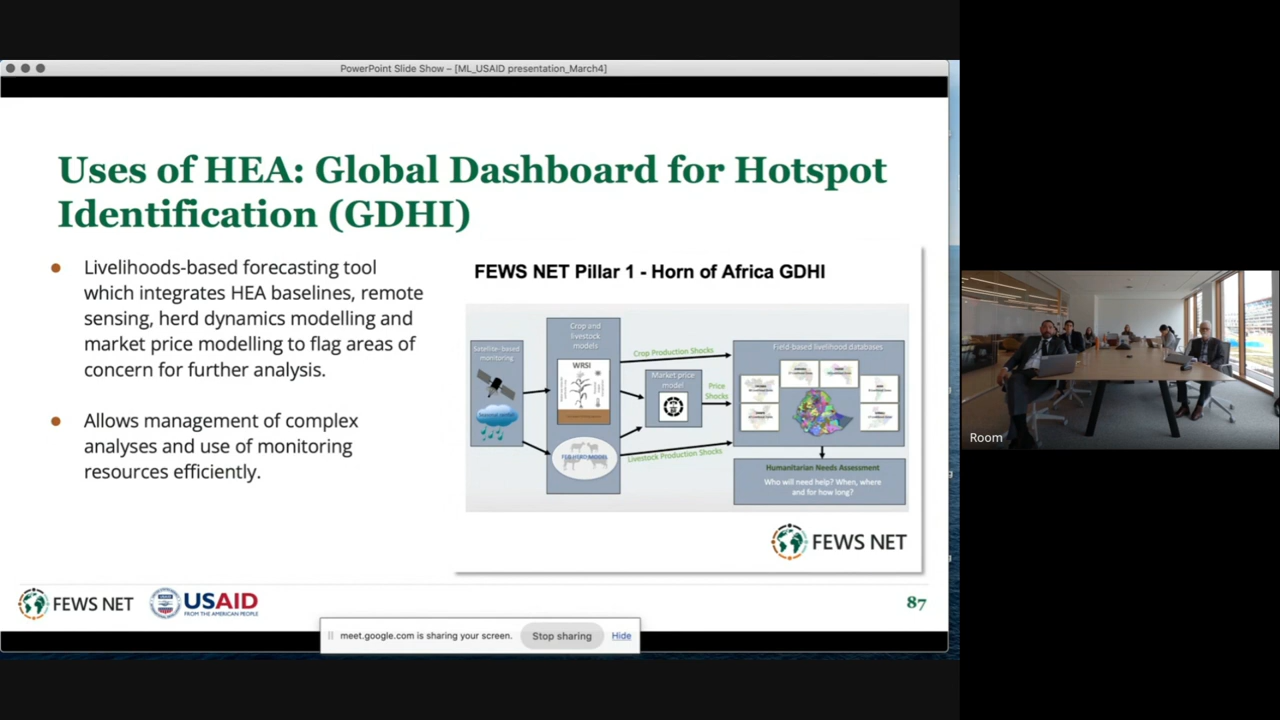 PowerPoint Slide Show – [ML_USAID presentation_March4]
Uses of HEA: Global Dashboard for Hotspot
Identification (GDHI)
Livelihoods-based forecasting tool
which integrates HEA baselines, remote
sensing, herd dynamics modelling and
market price modelling to flag areas of
concern for further analysis.
Allows management of complex
analyses and use of monitoring
resources efficiently.
FEWS NET Pillar 1 - Horn of Africa GDHI
Satellite-based
monitoring
Crop and
livestock
models
WRSI
Crop Production Shocks
Market price
model
Price
Shocks
Livestock Production Shocks
Field-based livelihood databases
Humanitarian Needs Assessment
Who will need help? When, where
and for how long?
FEWS NET
FEWS NET
USAID
FROM THE AMERICAN PEOPLE
87
meet.google.com is sharing your screen.
Stop sharing
Hide
Room